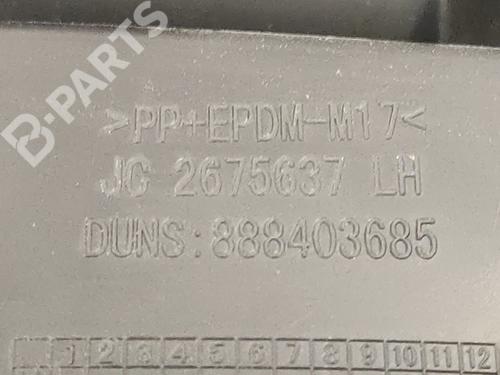 B-PARTS
>PP+EPDM-M17<
JC 2675637 LH
DUNS:888403685
1 2 3 4 5 6 7 8 9 10 11 12